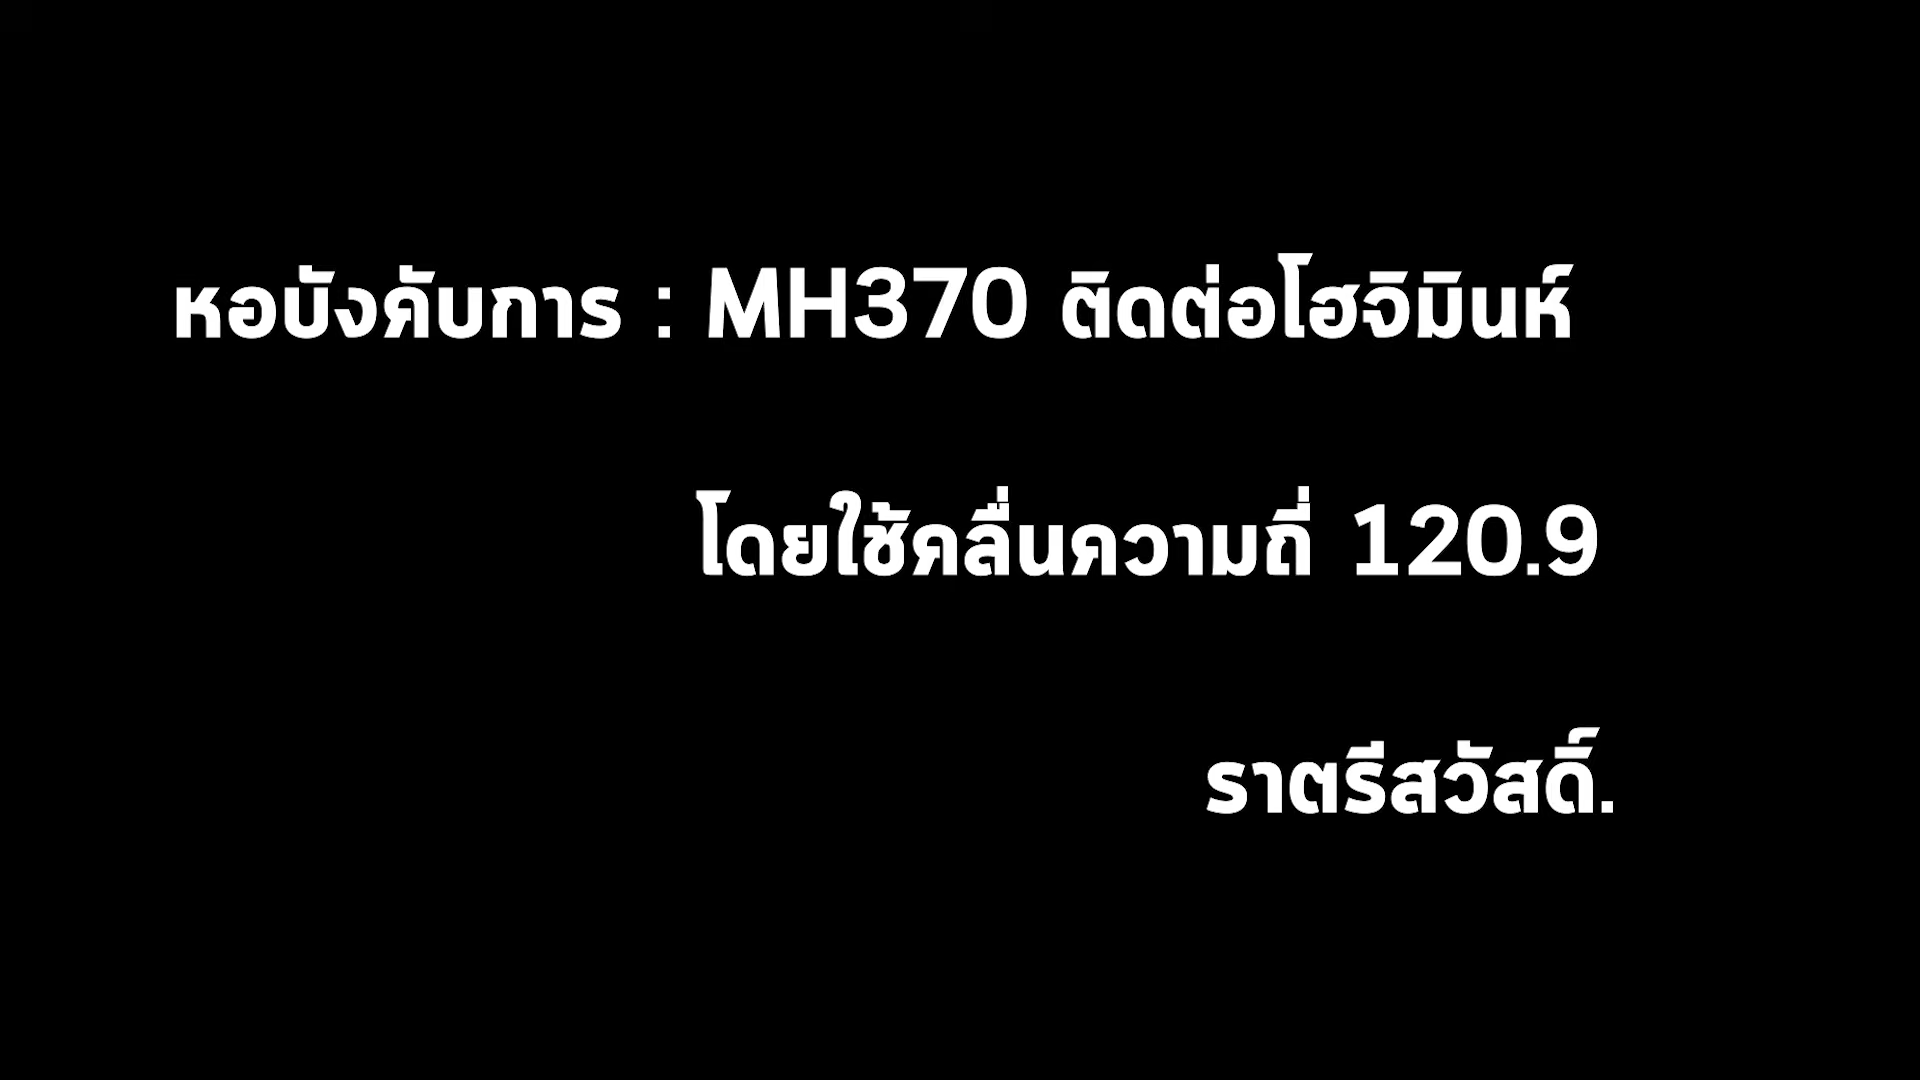 หอบังคับการ : MH370 ติดต่อโฮจิมินห์
โดยใช้คลื่นความถี่ 120.9
ราตรีสวัสดิ์.